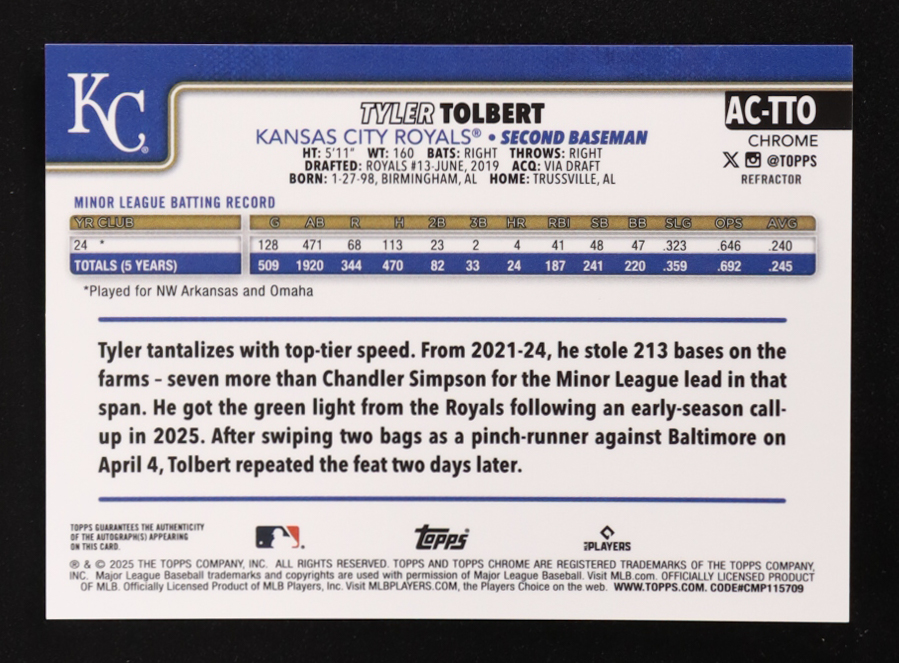 KC®
TYLER TOLBERT
AC-TTO
KANSAS CITY ROYALS® • SECOND BASEMAN
CHROME
HT: 5'11" WT: 160 BATS: RIGHT THROWS: RIGHT
X @TOPPS
DRAFTED: ROYALS #13-JUNE, 2019 ACQ: VIA DRAFT
BORN: 1-27-98, BIRMINGHAM, AL HOME: TRUSSVILLE, AL
REFRACTOR
MINOR LEAGUE BATTING RECORD
YR CLUB G AB R H 2B 3B HR RBI SB BB SLG OPS AVG
24 * 128 471 68 113 23 2 4 41 48 47 .323 .646 .240
TOTALS (5 YEARS) 509 1920 344 470 82 33 24 187 241 220 .359 .692 .245
*Played for NW Arkansas and Omaha
Tyler tantalizes with top-tier speed. From 2021-24, he stole 213 bases on the
farms – seven more than Chandler Simpson for the Minor League lead in that
span. He got the green light from the Royals following an early-season call-
up in 2025. After swiping two bags as a pinch-runner against Baltimore on
April 4, Tolbert repeated the feat two days later.
TOPPS GUARANTEES THE AUTHENTICITY
OF THE AUTOGRAPH(S) APPEARING
ON THIS CARD.
Topps®
MLBPLAYERS
® & © 2025 THE TOPPS COMPANY, INC. ALL RIGHTS RESERVED. TOPPS AND TOPPS CHROME ARE REGISTERED TRADEMARKS OF THE TOPPS COMPANY,
INC. Major League Baseball trademarks and copyrights are used with permission of Major League Baseball. Visit MLB.com. OFFICIALLY LICENSED PRODUCT
OF MLB. Officially Licensed Product of MLB Players, Inc. Visit MLBPLAYERS.COM, the Players Choice on the web. WWW.TOPPS.COM. CODE#CMP115709